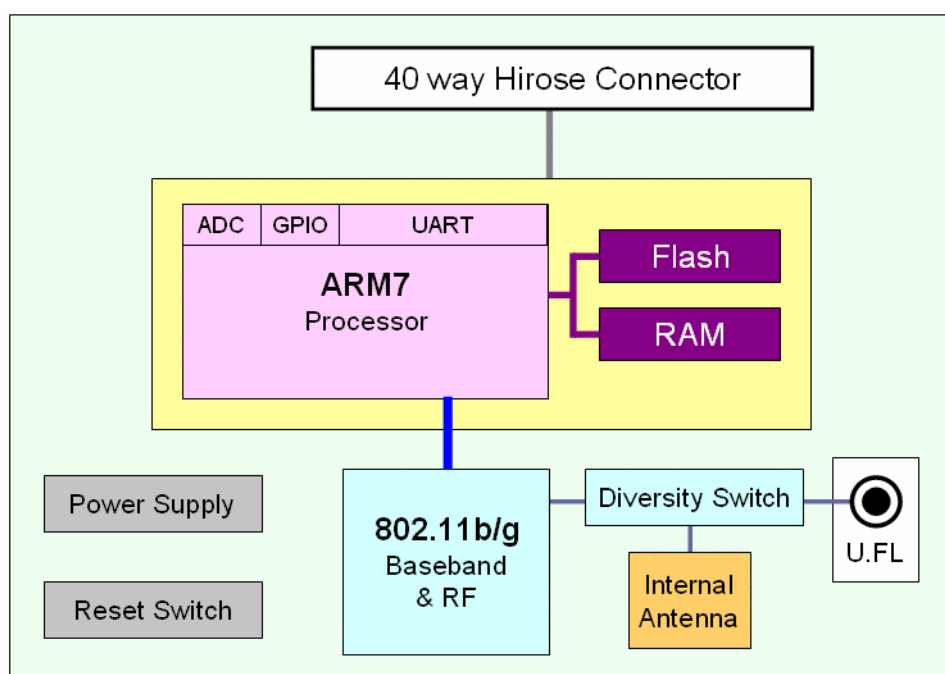 40 way Hirose Connector
ADC GPIO UART
ARM7
Processor
Flash
RAM
Power Supply
Reset Switch
802.11b/g
Baseband
& RF
Diversity Switch
Internal
Antenna
U.FL